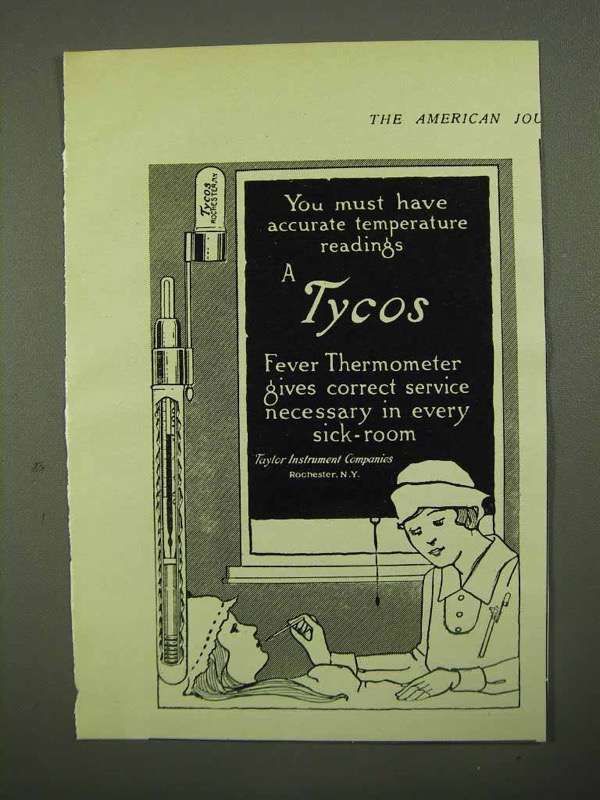 THE AMERICAN JOU
Tycos
ROCHESTER, N.Y.
You must have
accurate temperature
readings
A
Tycos
Fever Thermometer
gives correct service
necessary in every
sick-room
Taylor Instrument Companies
Rochester, N.Y.